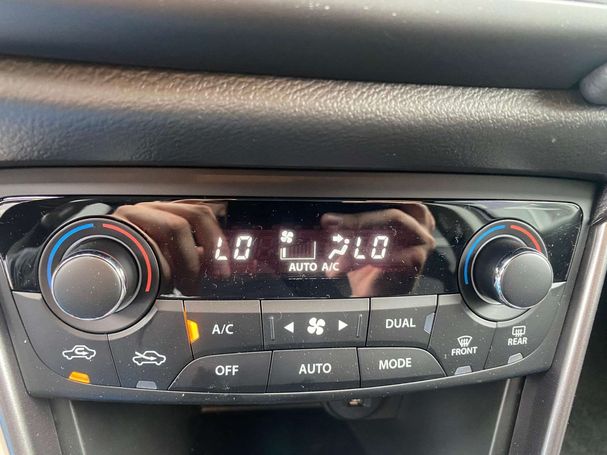 LO LO
AUTO A/C
A/C DUAL
OFF AUTO MODE
FRONT
REAR